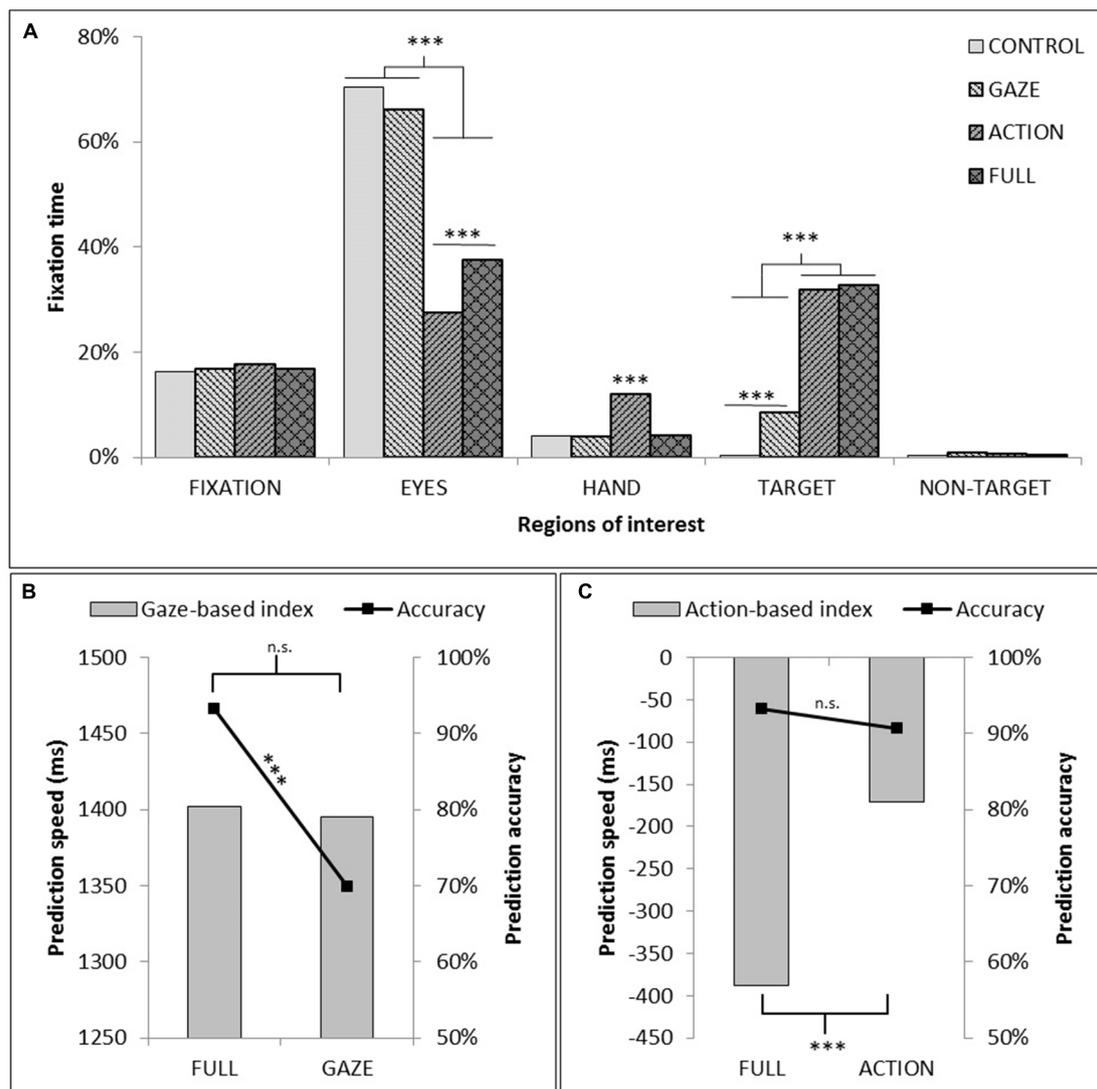 A
80%
60%
40%
20%
0%
Fixation time
***
***
***
***
***
CONTROL
GAZE
ACTION
FULL
FIXATION EYES HAND TARGET NON-TARGET
Regions of interest
B
Gaze-based index Accuracy
n.s.
***
1500
1450
1400
1350
1300
1250
Prediction speed (ms)
100%
90%
80%
70%
60%
50%
Prediction accuracy
FULL GAZE
C
Action-based index Accuracy
n.s.
***
0
-50
-100
-150
-200
-250
-300
-350
-400
-450
Prediction speed (ms)
100%
90%
80%
70%
60%
50%
Prediction accuracy
FULL ACTION